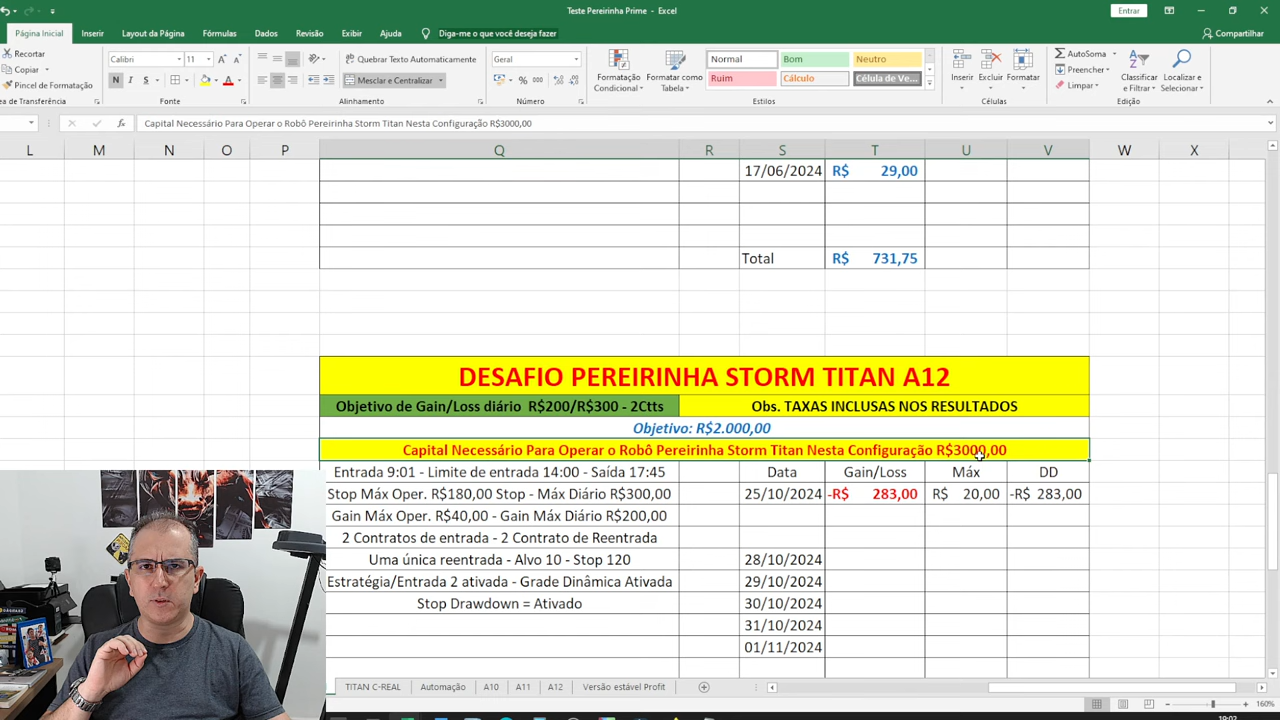 Teste Pereirinha Prime - Excel
Entrar
Página Inicial Inserir Layout da Página Fórmulas Dados Revisão Exibir Ajuda Diga-me o que você deseja fazer Compartilhar
Recortar
Copiar
Pincel de Formatação
de Transferência
Calibri 11
N I S
Fonte
Quebrar Texto Automaticamente
Mesclar e Centralizar
Alinhamento
Geral
% 000
Número
Formatação Condicional
Formatar como Tabela
Normal Bom Neutro
Ruim Cálculo Célula de Ve...
Estilos
Inserir Excluir Formatar
Células
AutoSoma
Preencher
Limpar
Classificar e Filtrar
Localizar e Selecionar
Edição
fx Capital Necessário Para Operar o Robô Pereirinha Storm Titan Nesta Configuração R$3000,00
L M N O P Q R S T U V W X
17/06/2024 R$ 29,00
Total R$ 731,75
DESAFIO PEREIRINHA STORM TITAN A12
Objetivo de Gain/Loss diário R$200/R$300 - 2Ctts Obs. TAXAS INCLUSAS NOS RESULTADOS
Objetivo: R$2.000,00
Capital Necessário Para Operar o Robô Pereirinha Storm Titan Nesta Configuração R$3000,00
Entrada 9:01 - Limite de entrada 14:00 - Saída 17:45 Data Gain/Loss Máx DD
Stop Máx Oper. R$180,00 Stop - Máx Diário R$300,00 25/10/2024 -R$ 283,00 R$ 20,00 -R$ 283,00
Gain Máx Oper. R$40,00 - Gain Máx Diário R$200,00
2 Contratos de entrada - 2 Contrato de Reentrada
Uma única reentrada - Alvo 10 - Stop 120 28/10/2024
Estratégia/Entrada 2 ativada - Grade Dinâmica Ativada 29/10/2024
Stop Drawdown = Ativado 30/10/2024
31/10/2024
01/11/2024
TITAN C-REAL Automação A10 A11 A12 Versão estável Profit
160%
19:02